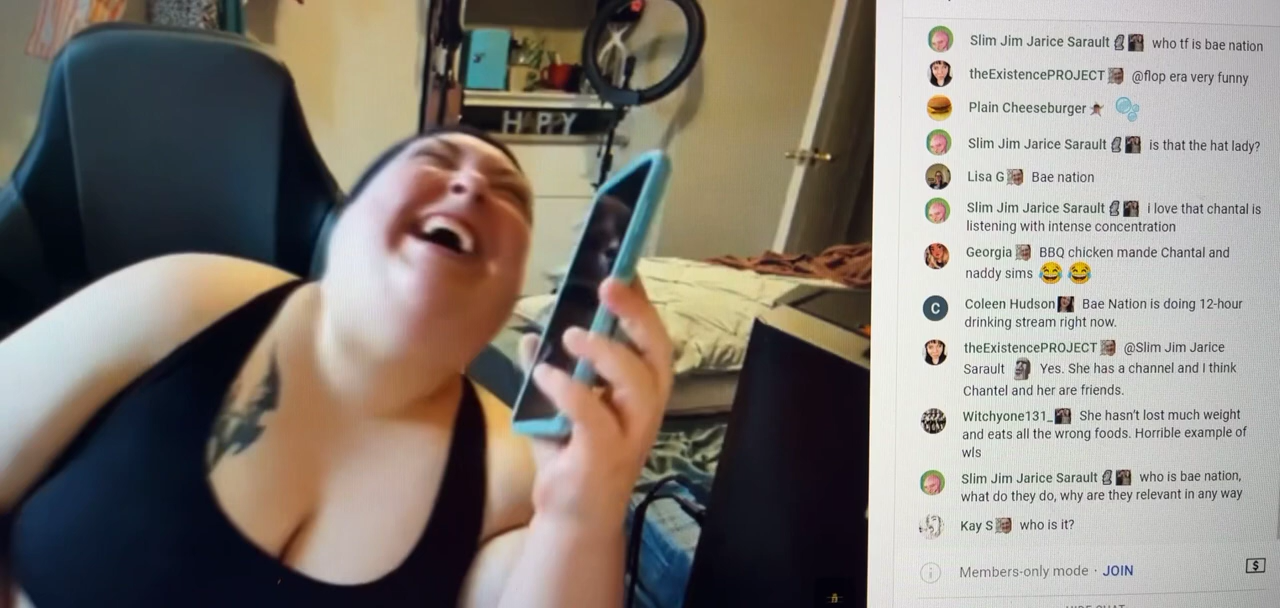 H PY
Slim Jim Jarice Sarault who tf is bae nation
theExistencePROJECT @flop era very funny
Plain Cheeseburger
Slim Jim Jarice Sarault is that the hat lady?
Lisa G Bae nation
Slim Jim Jarice Sarault i love that chantal is
listening with intense concentration
Georgia BBQ chicken mande Chantal and
naddy sims 😂 😂
C Coleen Hudson Bae Nation is doing 12-hour
drinking stream right now.
theExistencePROJECT @Slim Jim Jarice
Sarault 🗿 Yes. She has a channel and I think
Chantel and her are friends.
Witchyone131_ She hasn't lost much weight
and eats all the wrong foods. Horrible example of
wls
Slim Jim Jarice Sarault who is bae nation,
what do they do, why are they relevant in any way
Kay S who is it?
Members-only mode · JOIN
$
HIDE CHAT